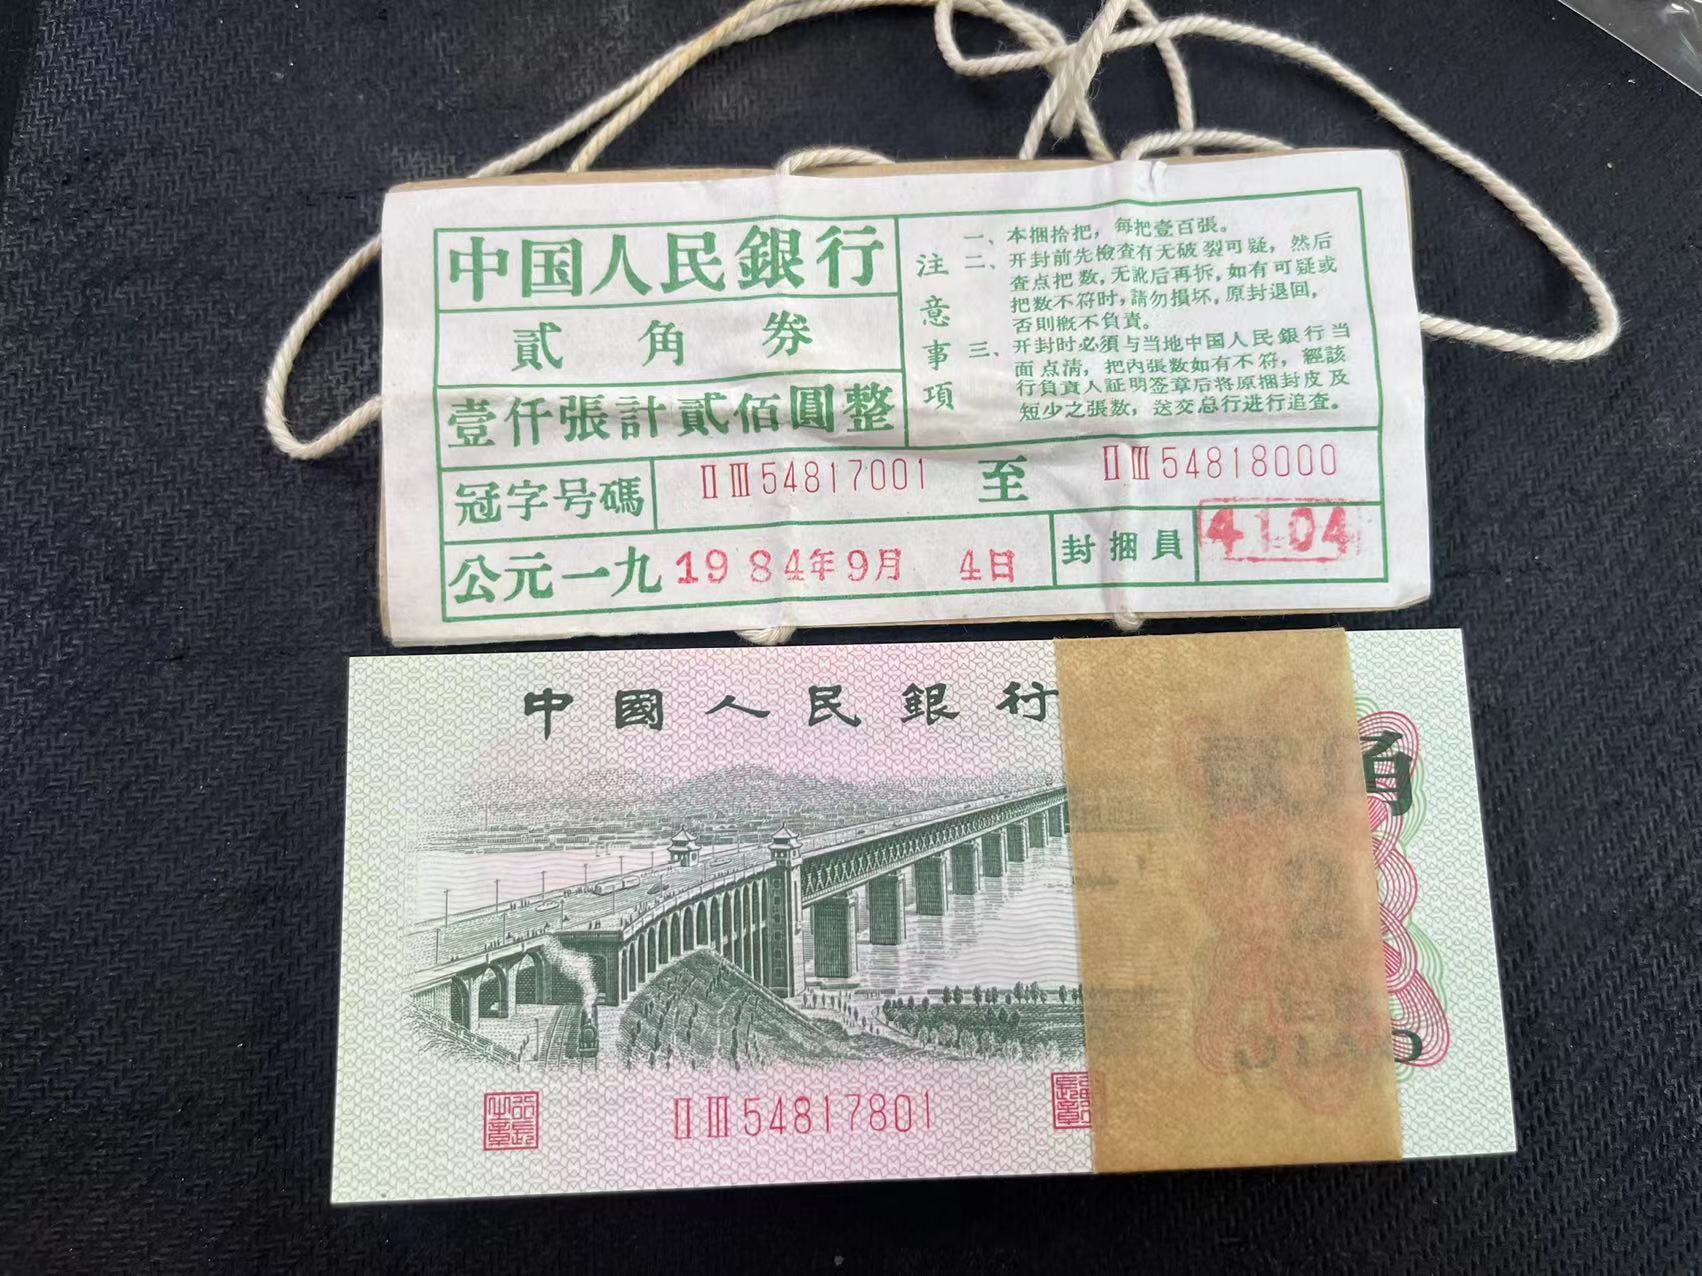 中国人民銀行
貳角券
壹仟張計貳佰圓整
注意事項
一、本捆拾把，每把壹百張。
二、开封前先檢查有无破裂可疑，然后
查点把数，无訛后再拆，如有可疑或
把数不符时，請勿損坏，原封退回，
否則概不負責。
三、开封时必須与当地中国人民銀行当
面点清，把內張数如有不符，經該
行負責人証明签章后将原捆封皮及
短少之張数，送交总行进行追查。
冠字号碼 ⅡⅢ54817001 至 ⅡⅢ54818000
公元一九 1984年9月 4日 封捆員 4104
中國人民銀行
角
2
ⅡⅢ54817801